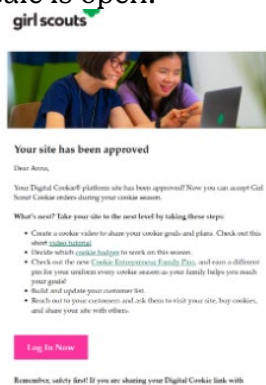 sale is open.
girl scouts
Your site has been approved
Dear Anna,
Your Digital Cookie® platform site has been approved! Now you can accept Girl
Scout Cookie orders during your cookie season.
What's next? Take your site to the next level by taking these steps:
• Create a cookie video to share your cookie goals and plans. Check out this
short video tutorial
• Decide which cookie badges to work on this season.
• Check out the new Cookie Entrepreneur Family Pins, and earn a different
pin for your uniform every cookie season as your family helps you reach
your goals!
• Build and update your customer list.
• Reach out to your customers and ask them to visit your site, buy cookies,
and share your site with others.
Log In Now
Remember, safety first! If you are sharing your Digital Cookie link with